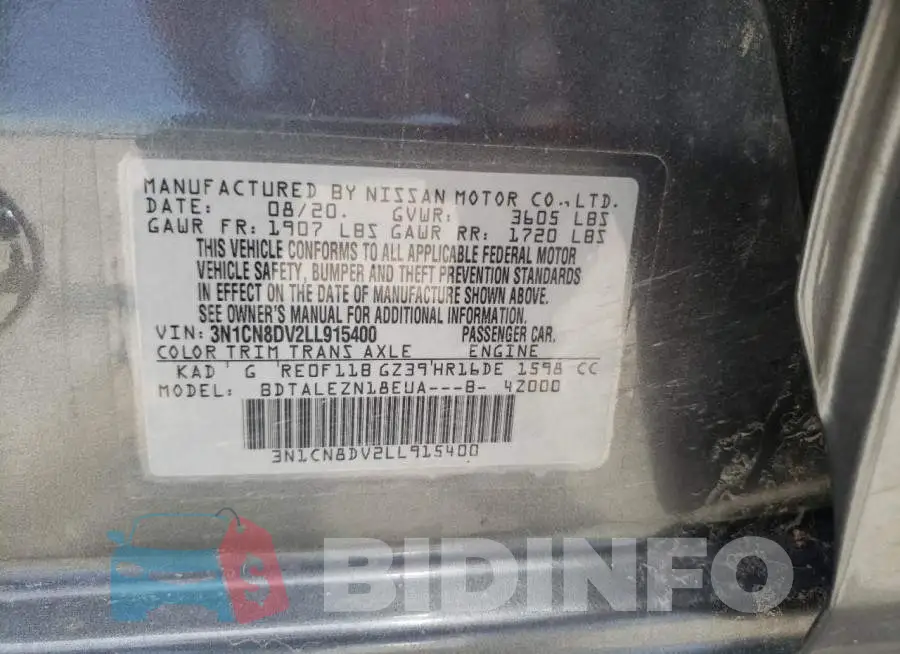 MANUFACTURED BY NISSAN MOTOR CO.,LTD.
DATE: 08/20. GVWR: 3605 LBS
GAWR FR: 1907 LBS GAWR RR: 1720 LBS
THIS VEHICLE CONFORMS TO ALL APPLICABLE FEDERAL MOTOR
VEHICLE SAFETY, BUMPER AND THEFT PREVENTION STANDARDS
IN EFFECT ON THE DATE OF MANUFACTURE SHOWN ABOVE.
SEE OWNER'S MANUAL FOR ADDITIONAL INFORMATION.
VIN: 3N1CN8DV2LL915400 PASSENGER CAR.
COLOR TRIM TRANS AXLE ENGINE
KAD G 'RE0F11B GZ39'HR16DE 1598 CC
MODEL: BDTALEZN18EUA---B- 4Z000
3N1CN8DV2LL915400
$ BIDINFO